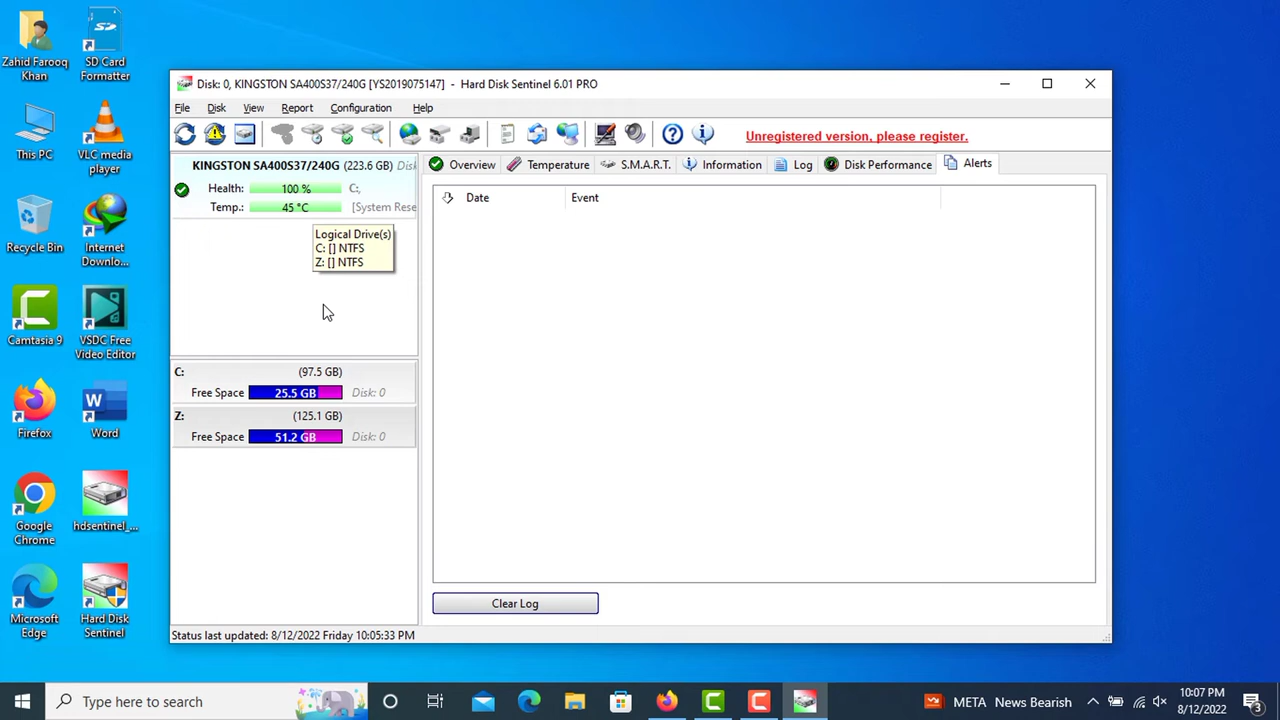 Zahid Farooq Khan
SD Card Formatter
This PC
VLC media player
Recycle Bin
Internet Downlo...
Camtasia 9
VSDC Free Video Editor
Firefox
Word
Google Chrome
hdsentinel_...
Microsoft Edge
Hard Disk Sentinel
Disk: 0, KINGSTON SA400S37/240G [YS2019075147] - Hard Disk Sentinel 6.01 PRO
File Disk View Report Configuration Help
Unregistered version, please register.
KINGSTON SA400S37/240G (223.6 GB) Disk
Health: 100 % C:,
Temp.: 45 °C [System Rese
Logical Drive(s)
C: [] NTFS
Z: [] NTFS
C: (97.5 GB)
Free Space 25.5 GB Disk: 0
Z: (125.1 GB)
Free Space 51.2 GB Disk: 0
Overview Temperature S.M.A.R.T. Information Log Disk Performance Alerts
Date Event
Clear Log
Status last updated: 8/12/2022 Friday 10:05:33 PM
Type here to search
META News Bearish
10:07 PM
8/12/2022
3